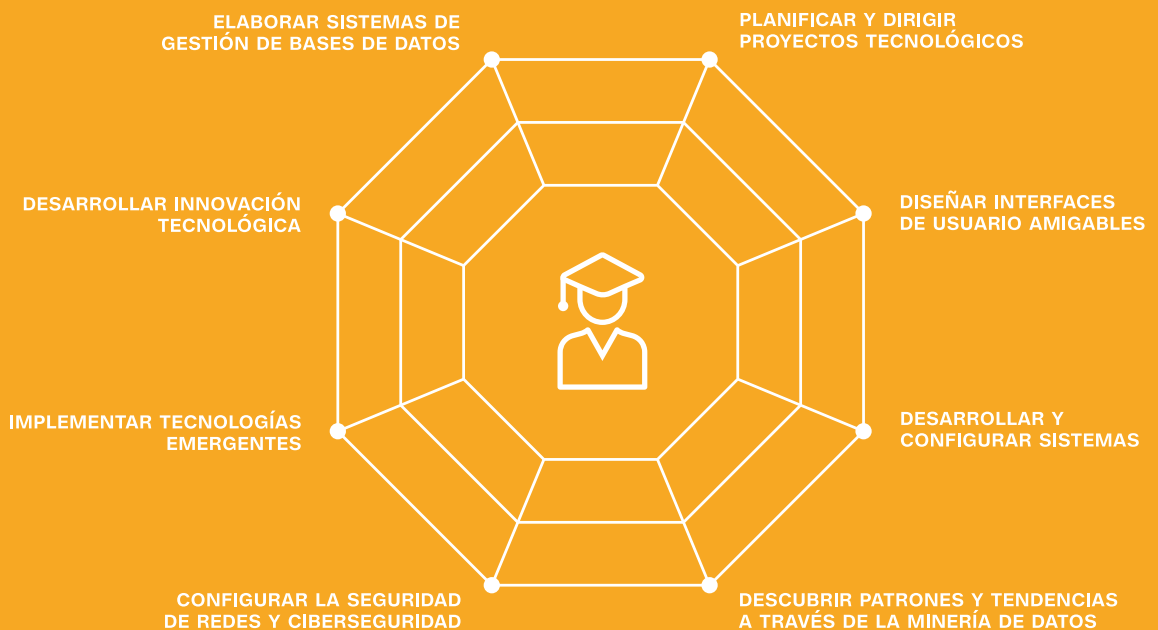 ELABORAR SISTEMAS DE
GESTIÓN DE BASES DE DATOS
PLANIFICAR Y DIRIGIR
PROYECTOS TECNOLÓGICOS
DESARROLLAR INNOVACIÓN
TECNOLÓGICA
DISEÑAR INTERFACES
DE USUARIO AMIGABLES
IMPLEMENTAR TECNOLOGÍAS
EMERGENTES
DESARROLLAR Y
CONFIGURAR SISTEMAS
CONFIGURAR LA SEGURIDAD
DE REDES Y CIBERSEGURIDAD
DESCUBRIR PATRONES Y TENDENCIAS
A TRAVÉS DE LA MINERÍA DE DATOS